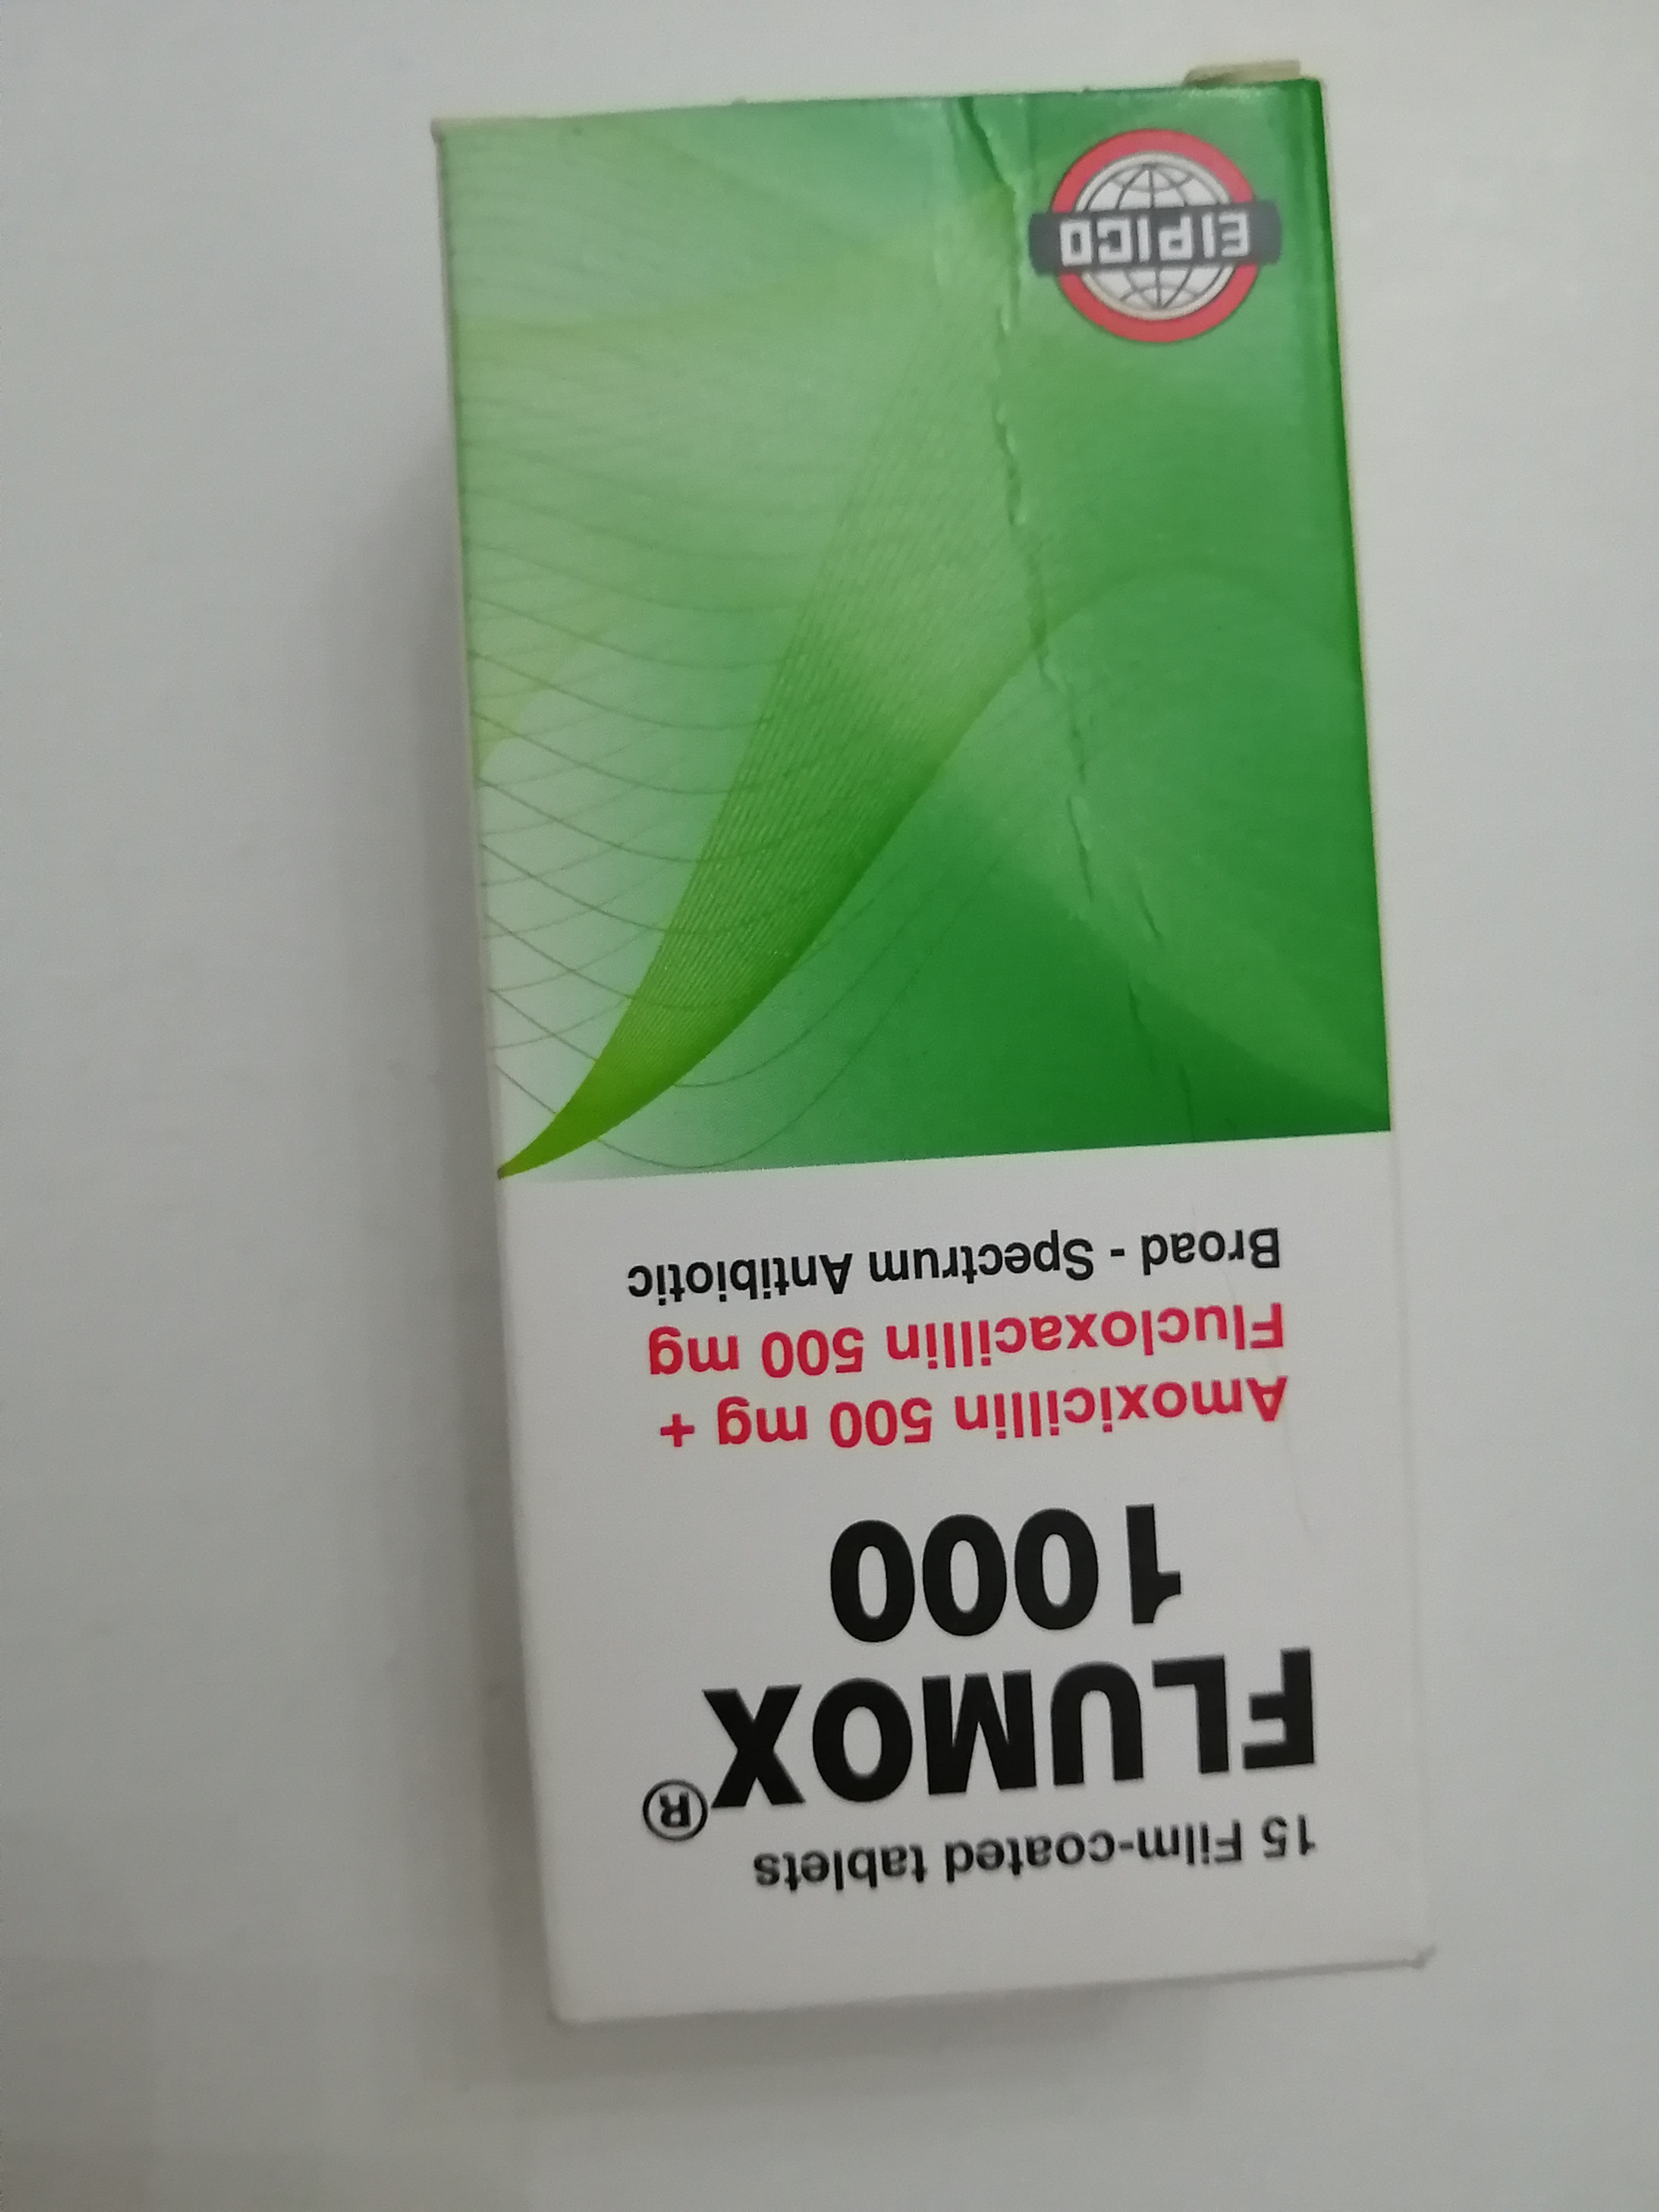 15 Film-coated tablets
FLUMOX®
1000
Amoxicillin 500 mg +
Flucloxacillin 500 mg
Broad - Spectrum Antibiotic
EIPICO